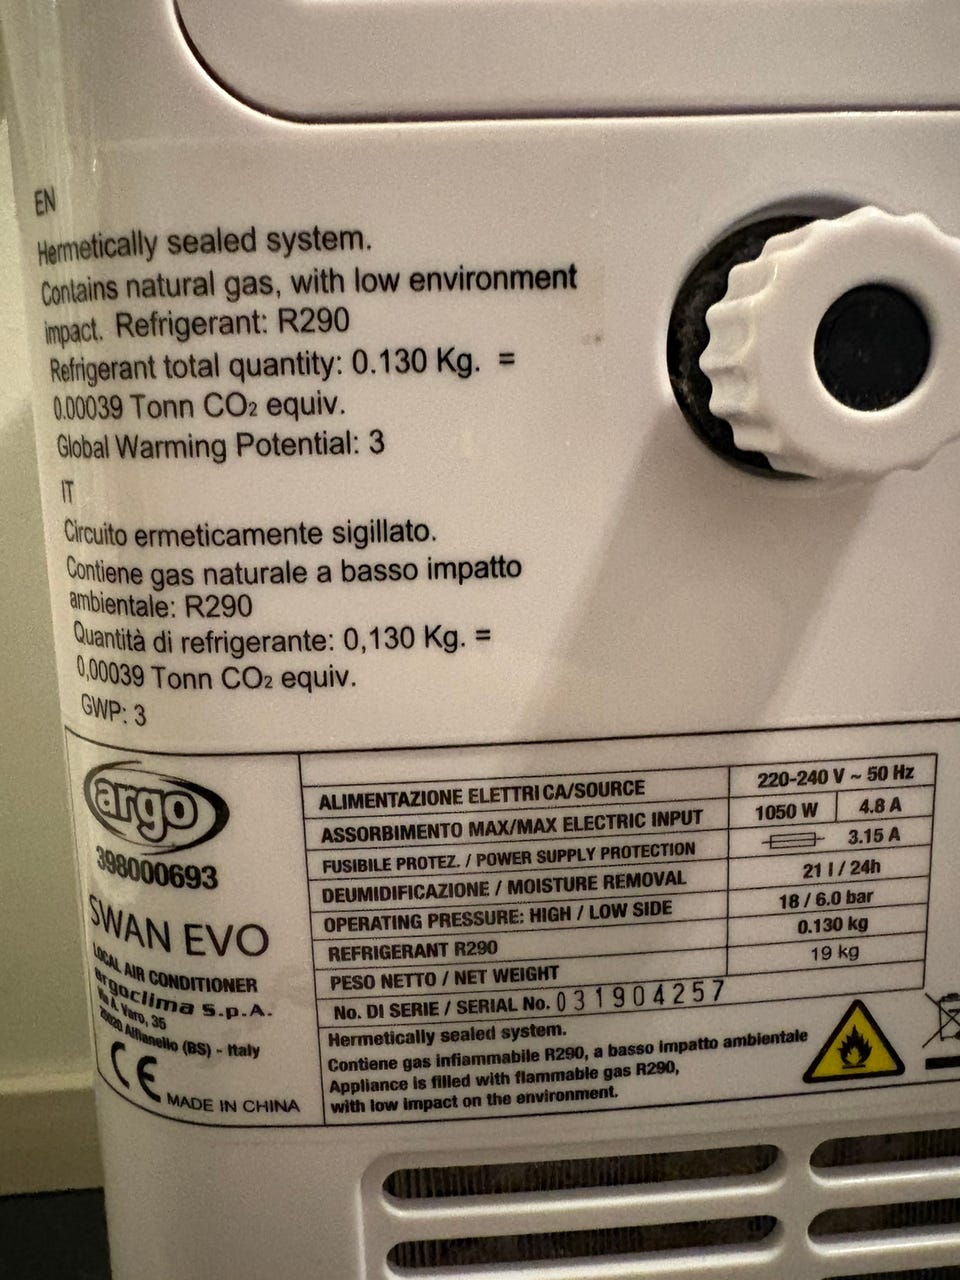 EN
Hermetically sealed system.
Contains natural gas, with low environment
impact. Refrigerant: R290
Refrigerant total quantity: 0.130 Kg. =
0.00039 Tonn CO₂ equiv.
Global Warming Potential: 3
IT
Circuito ermeticamente sigillato.
Contiene gas naturale a basso impatto
ambientale: R290
Quantità di refrigerante: 0,130 Kg. =
0,00039 Tonn CO₂ equiv.
GWP: 3
argo
398000693
SWAN EVO
LOCAL AIR CONDITIONER
argoclima S.p.A.
Via A. Varo, 35
25020 Alfianello (BS) - Italy
CE
MADE IN CHINA
ALIMENTAZIONE ELETTRICA/SOURCE 220-240 V ~ 50 Hz
ASSORBIMENTO MAX/MAX ELECTRIC INPUT 1050 W 4.8 A
FUSIBILE PROTEZ. / POWER SUPPLY PROTECTION 3.15 A
DEUMIDIFICAZIONE / MOISTURE REMOVAL 21 l / 24h
OPERATING PRESSURE: HIGH / LOW SIDE 18 / 6.0 bar
REFRIGERANT R290 0.130 kg
PESO NETTO / NET WEIGHT 19 kg
No. DI SERIE / SERIAL No. 031904257
Hermetically sealed system.
Contiene gas infiammabile R290, a basso impatto ambientale
Appliance is filled with flammable gas R290,
with low impact on the environment.